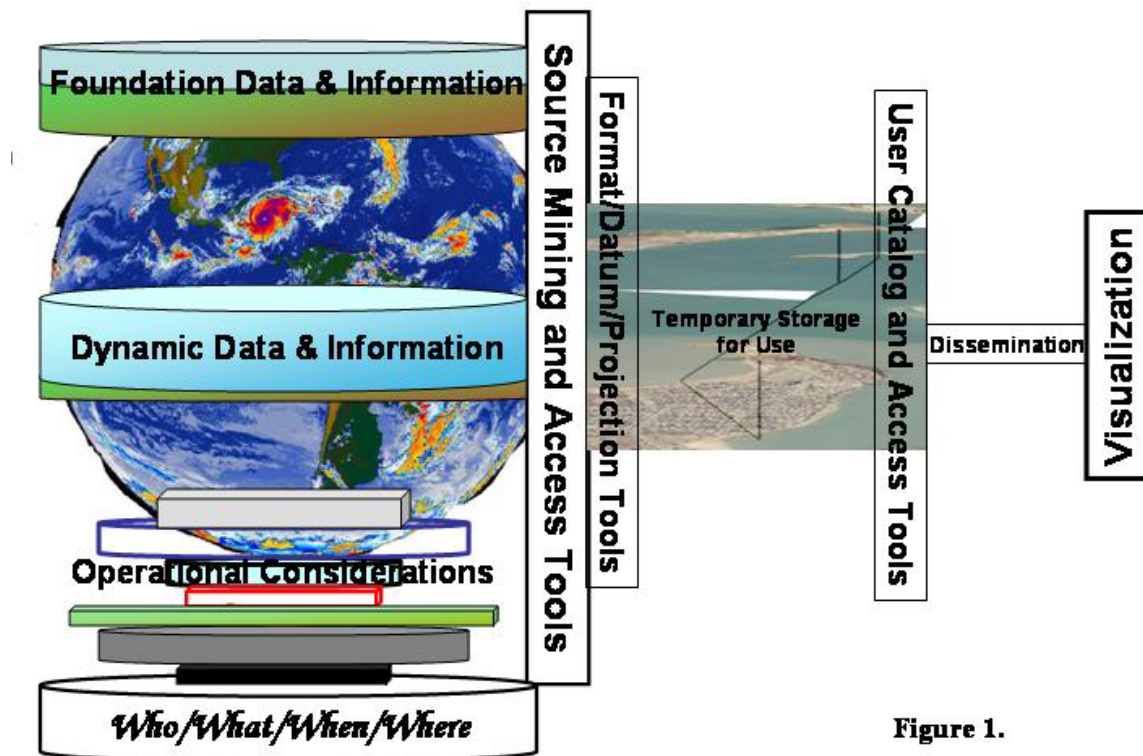 Foundation Data & Information
Dynamic Data & Information
Operational Considerations
Who/What/When/Where
Source Mining and Access Tools
Format/Datum/Projection Tools
Temporary Storage
for Use
User Catalog and Access Tools
Dissemination
Visualization
Figure 1.